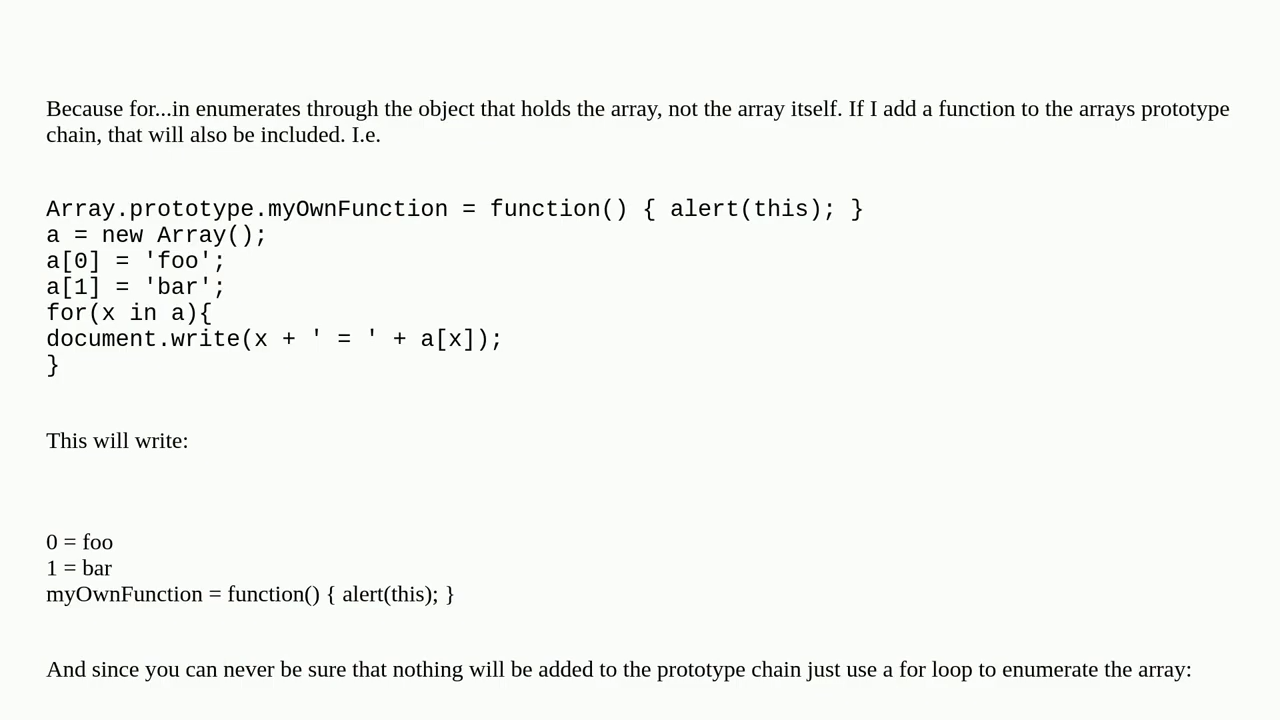 Because for...in enumerates through the object that holds the array, not the array itself. If I add a function to the arrays prototype
chain, that will also be included. I.e.
Array.prototype.myOwnFunction = function() { alert(this); }
a = new Array();
a[0] = 'foo';
a[1] = 'bar';
for(x in a){
document.write(x + ' = ' + a[x]);
}
This will write:
0 = foo
1 = bar
myOwnFunction = function() { alert(this); }
And since you can never be sure that nothing will be added to the prototype chain just use a for loop to enumerate the array: